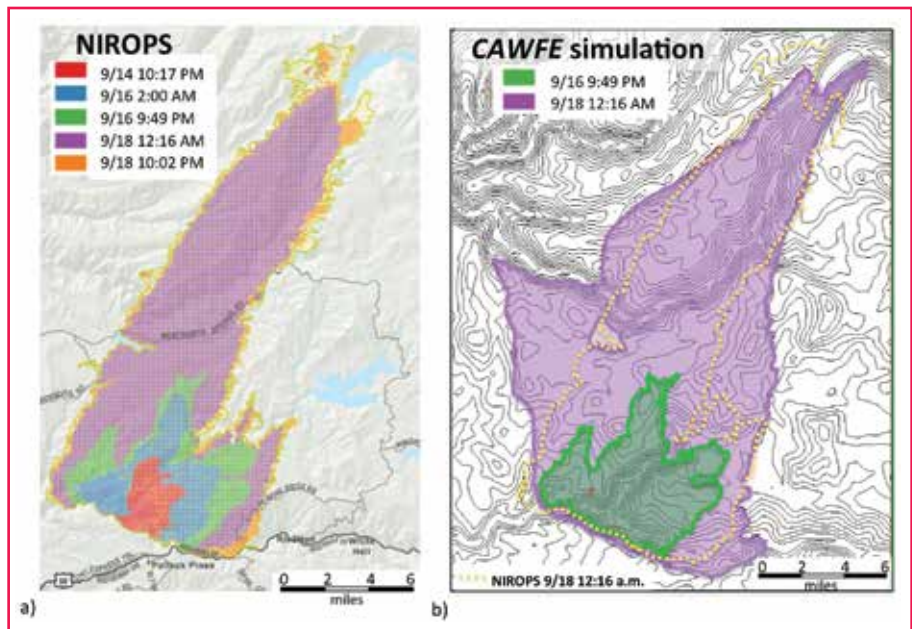 NIROPS
9/14 10:17 PM
9/16 2:00 AM
9/16 9:49 PM
9/18 12:16 AM
9/18 10:02 PM
Pollock Pines
0 2 4 6
miles
a)
CAWFE simulation
9/16 9:49 PM
9/18 12:16 AM
NIROPS 9/18 12:16 a.m.
0 2 4 6
miles
b)